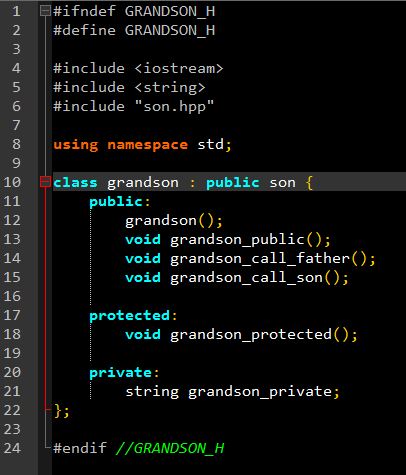 1 #ifndef GRANDSON_H
2 #define GRANDSON_H
3
4 #include <iostream>
5 #include <string>
6 #include "son.hpp"
7
8 using namespace std;
9
10 class grandson : public son {
11 public:
12 grandson();
13 void grandson_public();
14 void grandson_call_father();
15 void grandson_call_son();
16
17 protected:
18 void grandson_protected();
19
20 private:
21 string grandson_private;
22 };
23
24 #endif //GRANDSON_H